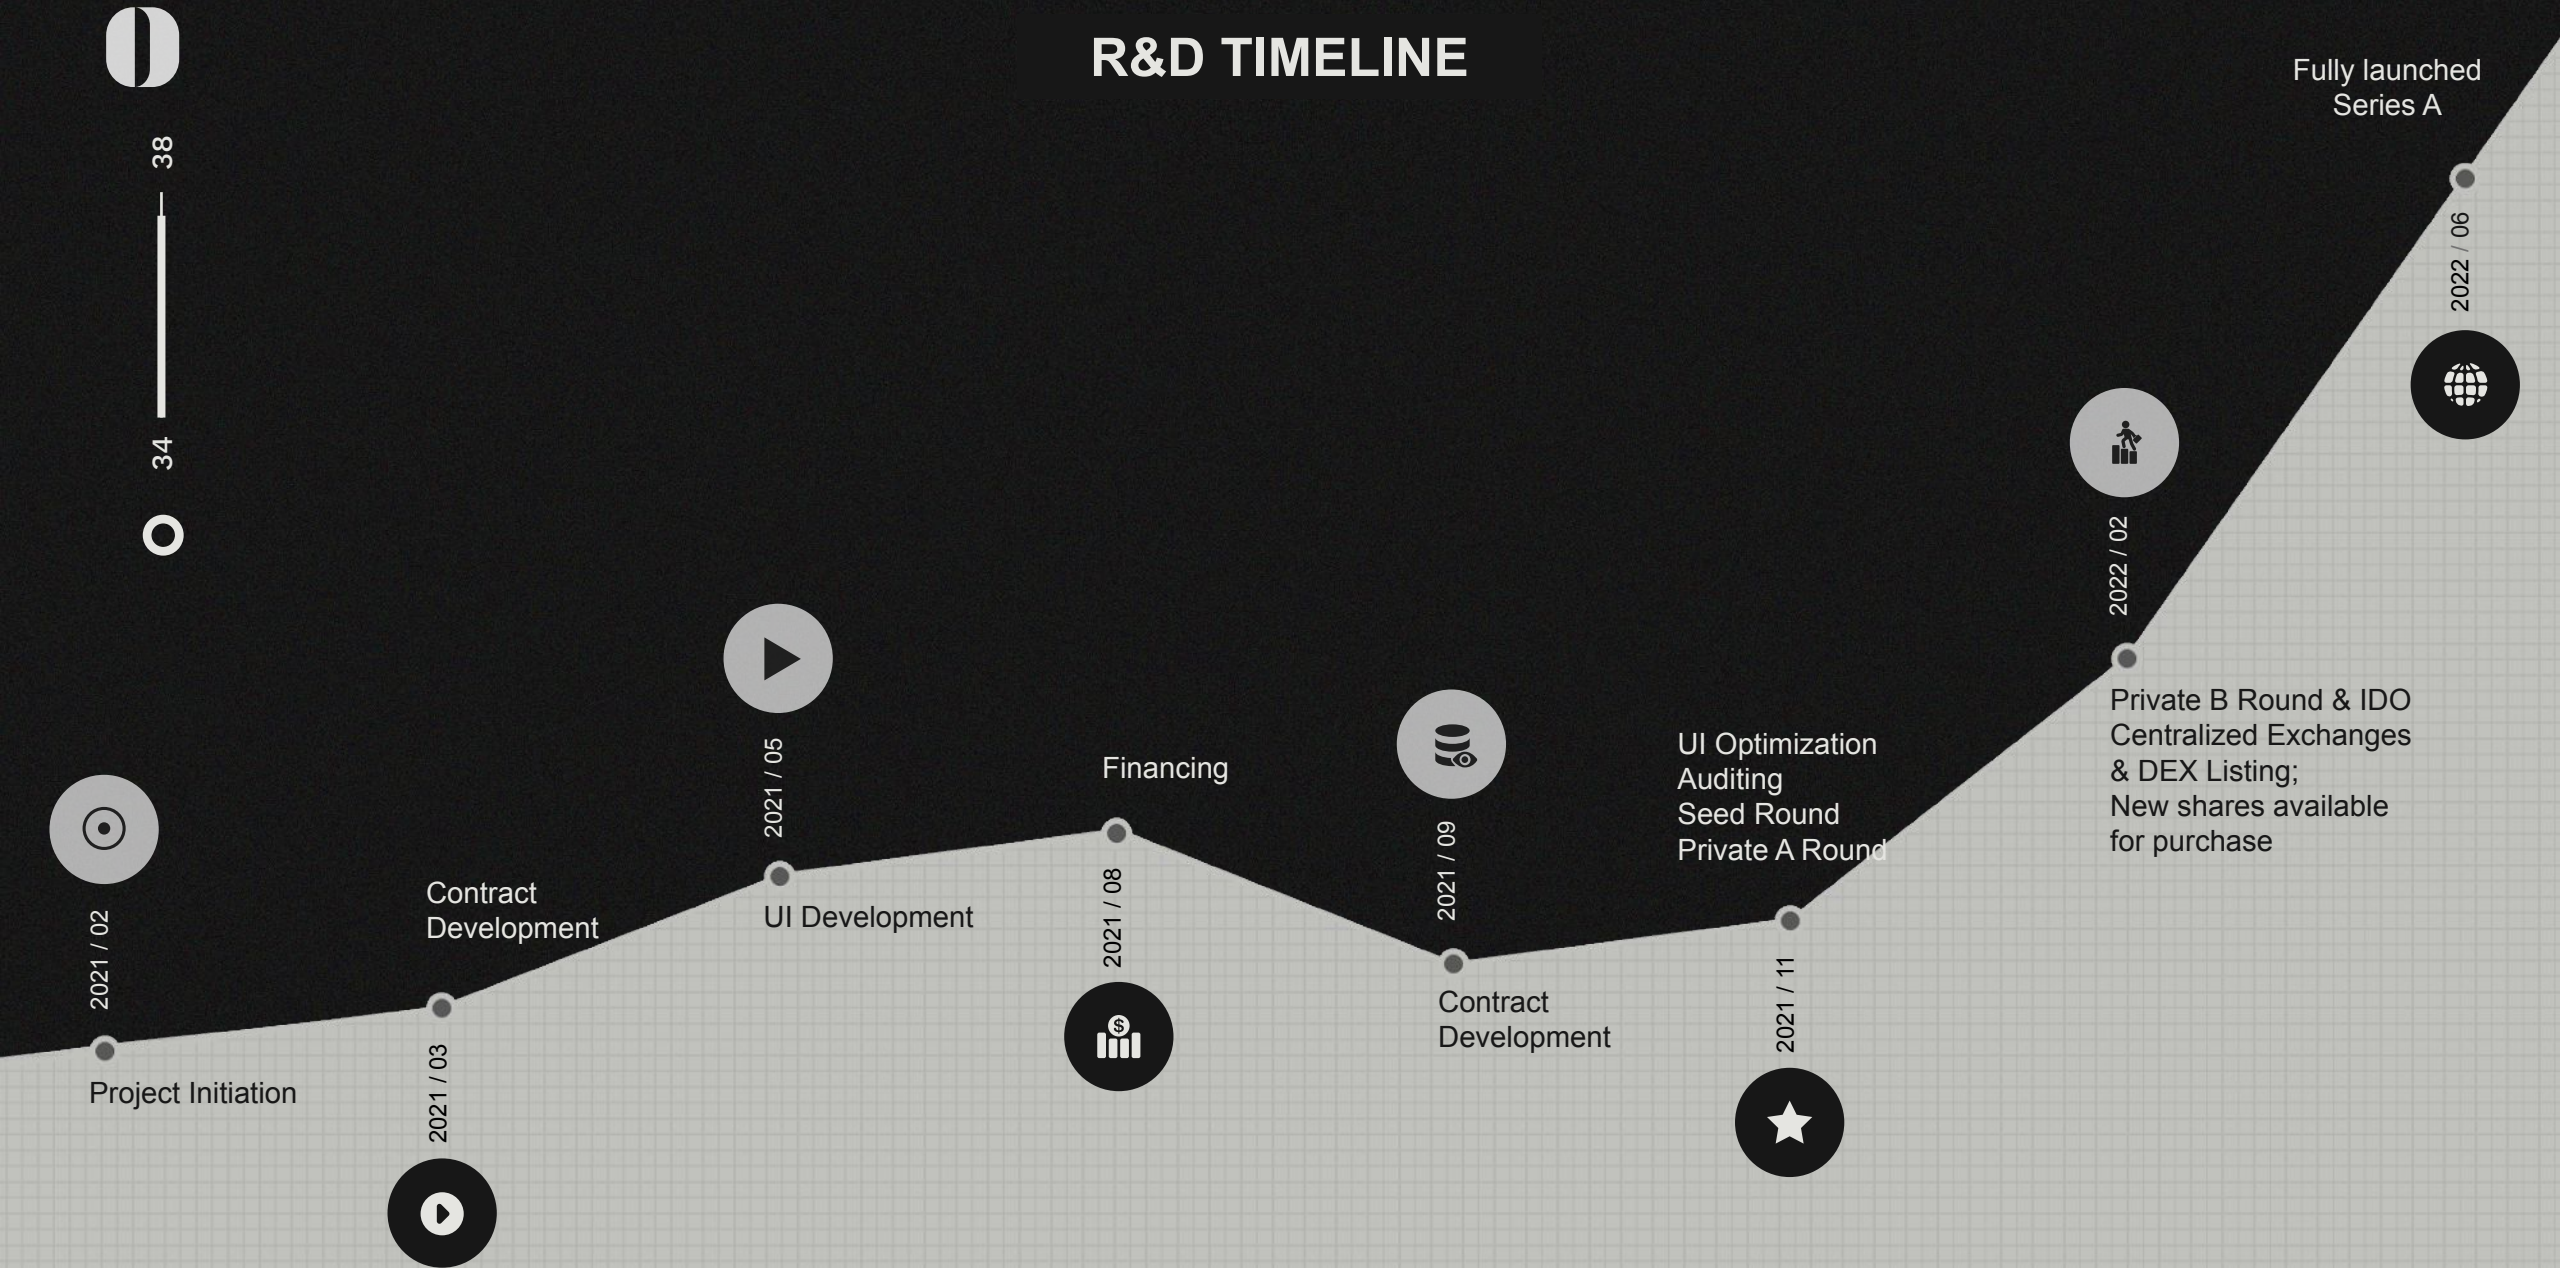 R&D TIMELINE
38
34
2021 / 02
Project Initiation
Contract
Development
2021 / 03
2021 / 05
UI Development
Financing
2021 / 08
$
2021 / 09
Contract
Development
UI Optimization
Auditing
Seed Round
Private A Round
2021 / 11
2022 / 02
Private B Round & IDO
Centralized Exchanges
& DEX Listing;
New shares available
for purchase
Fully launched
Series A
2022 / 06